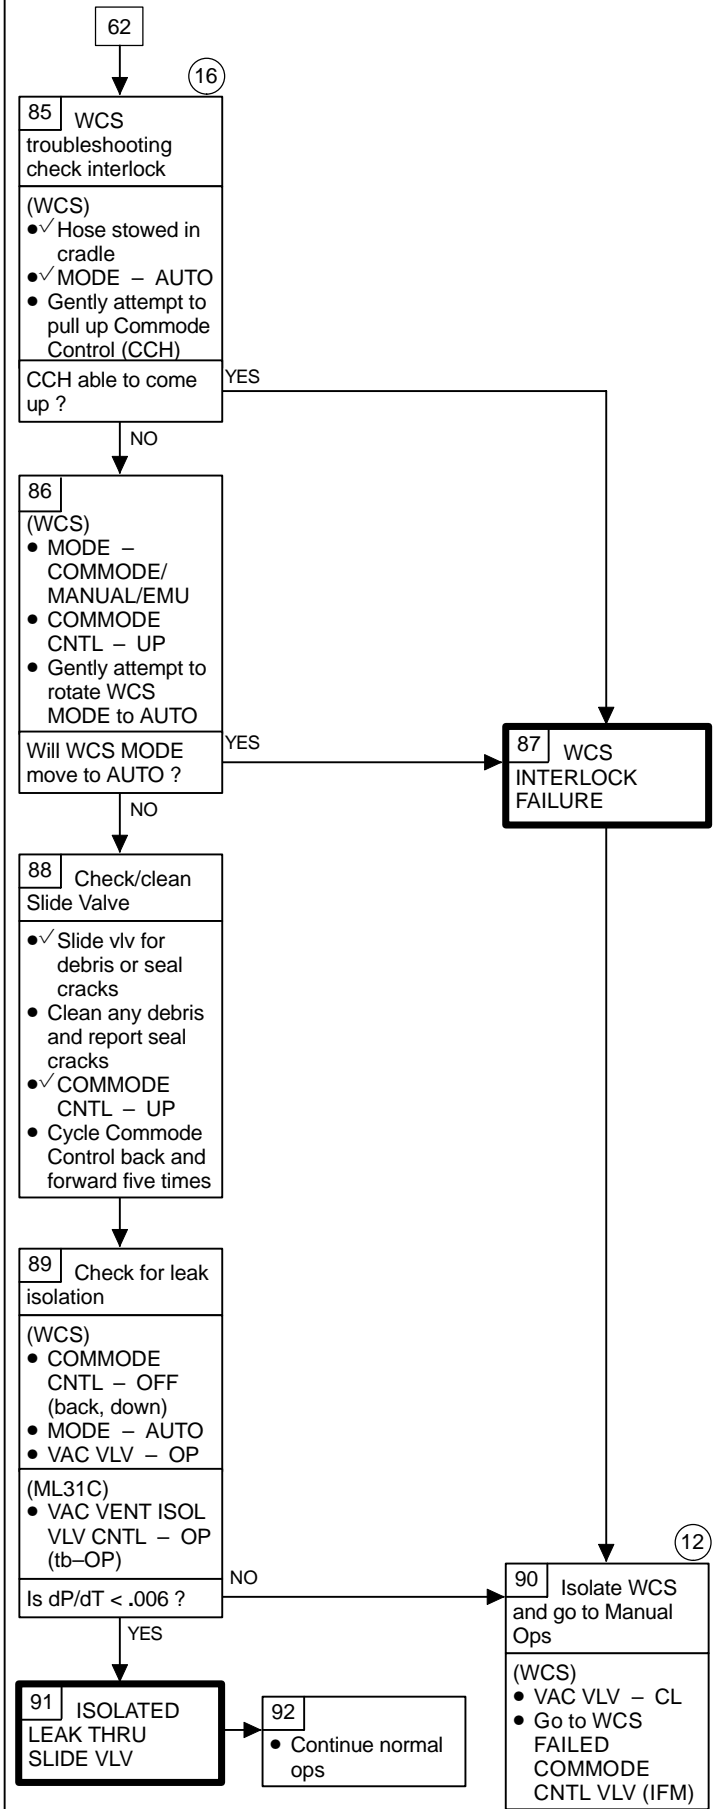 62
16
85 WCS
troubleshooting
check interlock
(WCS)
●✓ Hose stowed in
cradle
●✓ MODE – AUTO
● Gently attempt to
pull up Commode
Control (CCH)
CCH able to come
up ?
YES
NO
86
(WCS)
● MODE –
COMMODE/
MANUAL/EMU
● COMMODE
CNTL – UP
● Gently attempt to
rotate WCS
MODE to AUTO
Will WCS MODE
move to AUTO ?
YES
NO
87 WCS
INTERLOCK
FAILURE
88 Check/clean
Slide Valve
●✓ Slide vlv for
debris or seal
cracks
● Clean any debris
and report seal
cracks
●✓ COMMODE
CNTL – UP
● Cycle Commode
Control back and
forward five times
89 Check for leak
isolation
(WCS)
● COMMODE
CNTL – OFF
(back, down)
● MODE – AUTO
● VAC VLV – OP
(ML31C)
● VAC VENT ISOL
VLV CNTL – OP
(tb–OP)
Is dP/dT < .006 ?
NO
YES
12
90 Isolate WCS
and go to Manual
Ops
(WCS)
● VAC VLV – CL
● Go to WCS
FAILED
COMMODE
CNTL VLV (IFM)
91 ISOLATED
LEAK THRU
SLIDE VLV
92
● Continue normal
ops